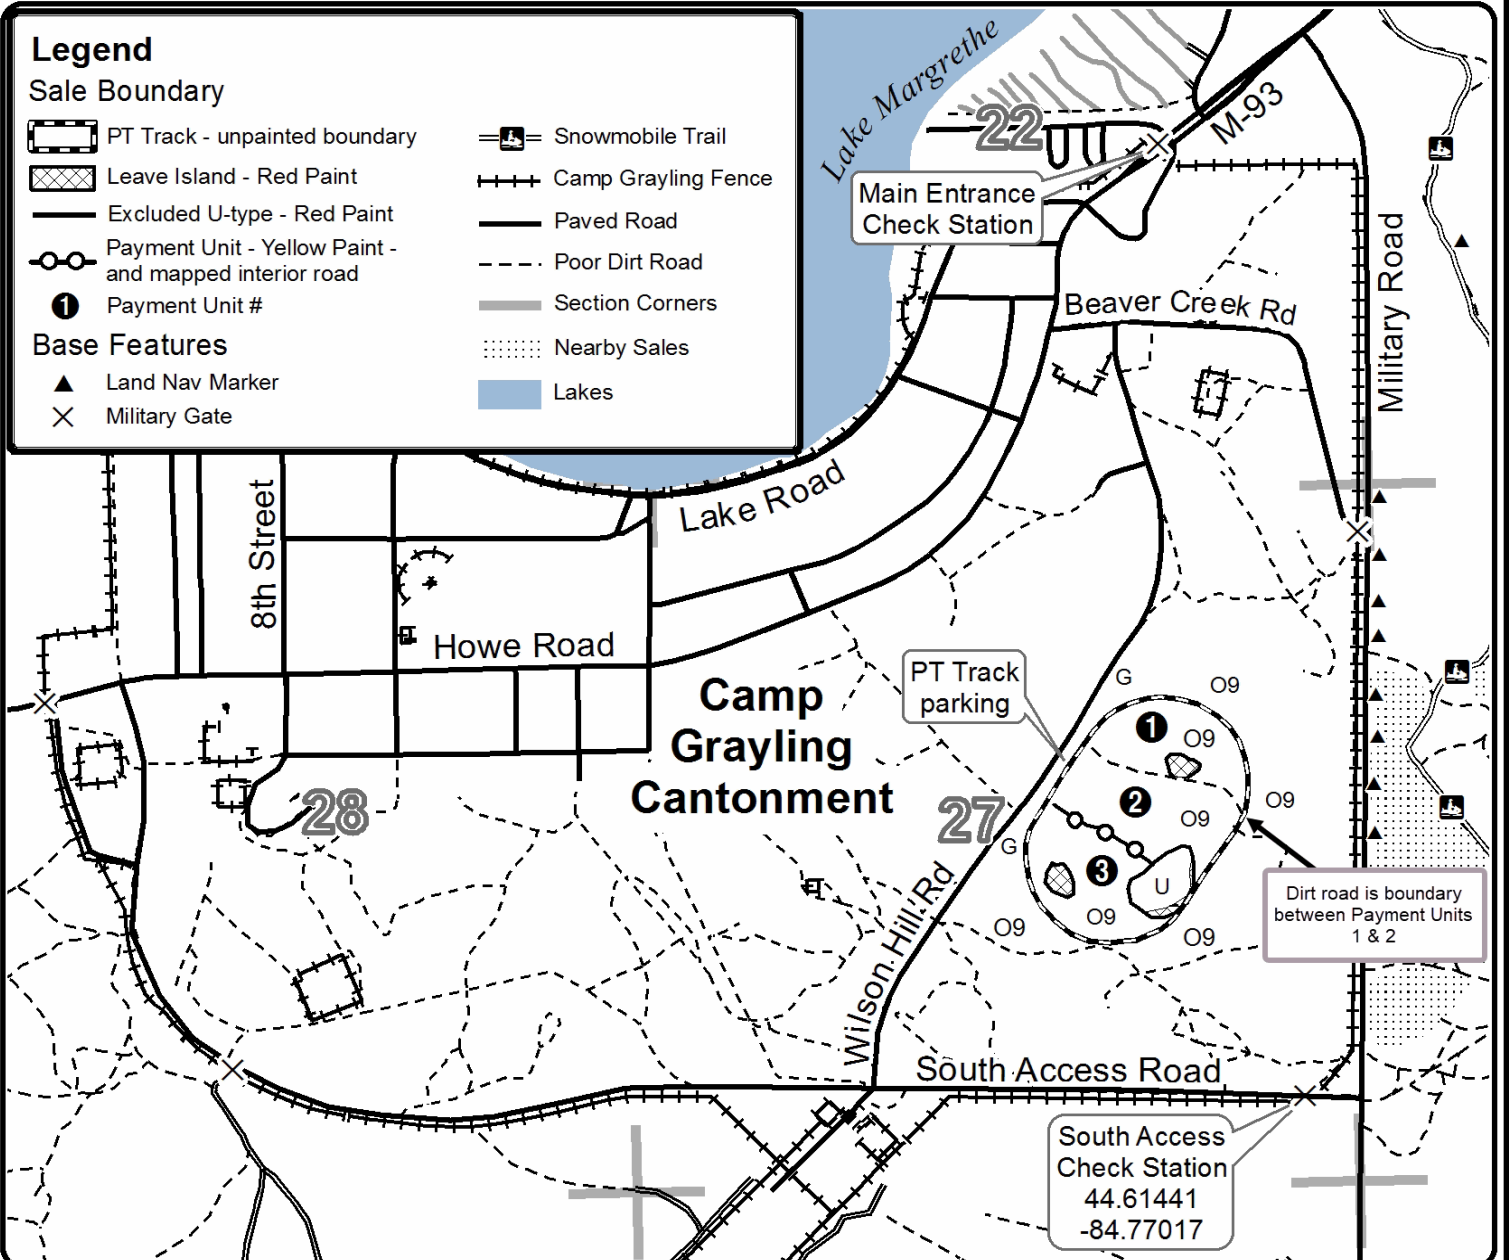 Legend
Sale Boundary
PT Track - unpainted boundary
Leave Island - Red Paint
Excluded U-type - Red Paint
Payment Unit - Yellow Paint -
and mapped interior road
1
Payment Unit #
Base Features
Land Nav Marker
Military Gate
Snowmobile Trail
Camp Grayling Fence
Paved Road
Poor Dirt Road
Section Corners
Nearby Sales
Lakes
Lake Margrethe
22
M-93
Main Entrance
Check Station
Beaver Creek Rd
Military Road
Lake Road
8th Street
Howe Road
PT Track
parking
G
O9
Camp
Grayling
Cantonment
1
O9
2
O9
O9
27
28
G
3
U
O9
O9
O9
Dirt road is boundary
between Payment Units
1 & 2
Wilson Hill Rd
South Access Road
South Access
Check Station
44.61441
-84.77017